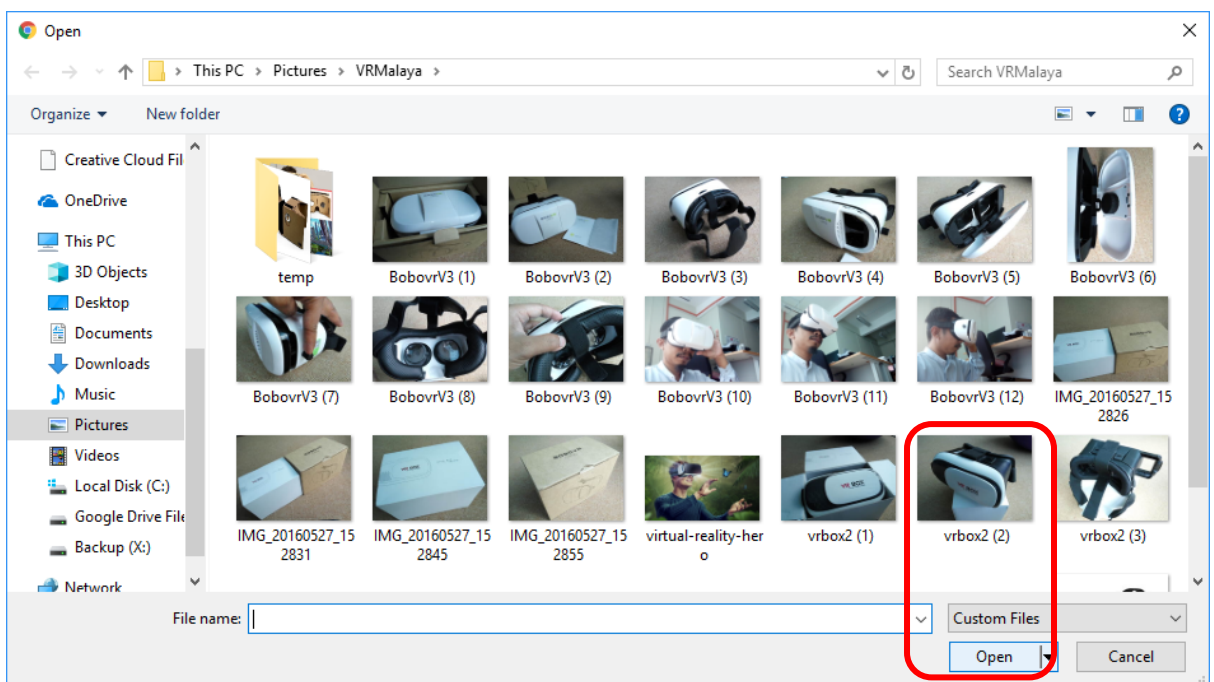 Open
This PC > Pictures > VRMalaya >
Search VRMalaya
Organize
New folder
Creative Cloud Fil
OneDrive
This PC
3D Objects
Desktop
Documents
Downloads
Music
Pictures
Videos
Local Disk (C:)
Google Drive File
Backup (X:)
Network
temp
BobovrV3 (1)
BobovrV3 (2)
BobovrV3 (3)
BobovrV3 (4)
BobovrV3 (5)
BobovrV3 (6)
BobovrV3 (7)
BobovrV3 (8)
BobovrV3 (9)
BobovrV3 (10)
BobovrV3 (11)
BobovrV3 (12)
IMG_20160527_15
2826
IMG_20160527_15
2831
IMG_20160527_15
2845
IMG_20160527_15
2855
virtual-reality-her
o
vrbox2 (1)
vrbox2 (2)
vrbox2 (3)
File name:
Custom Files
Open
Cancel